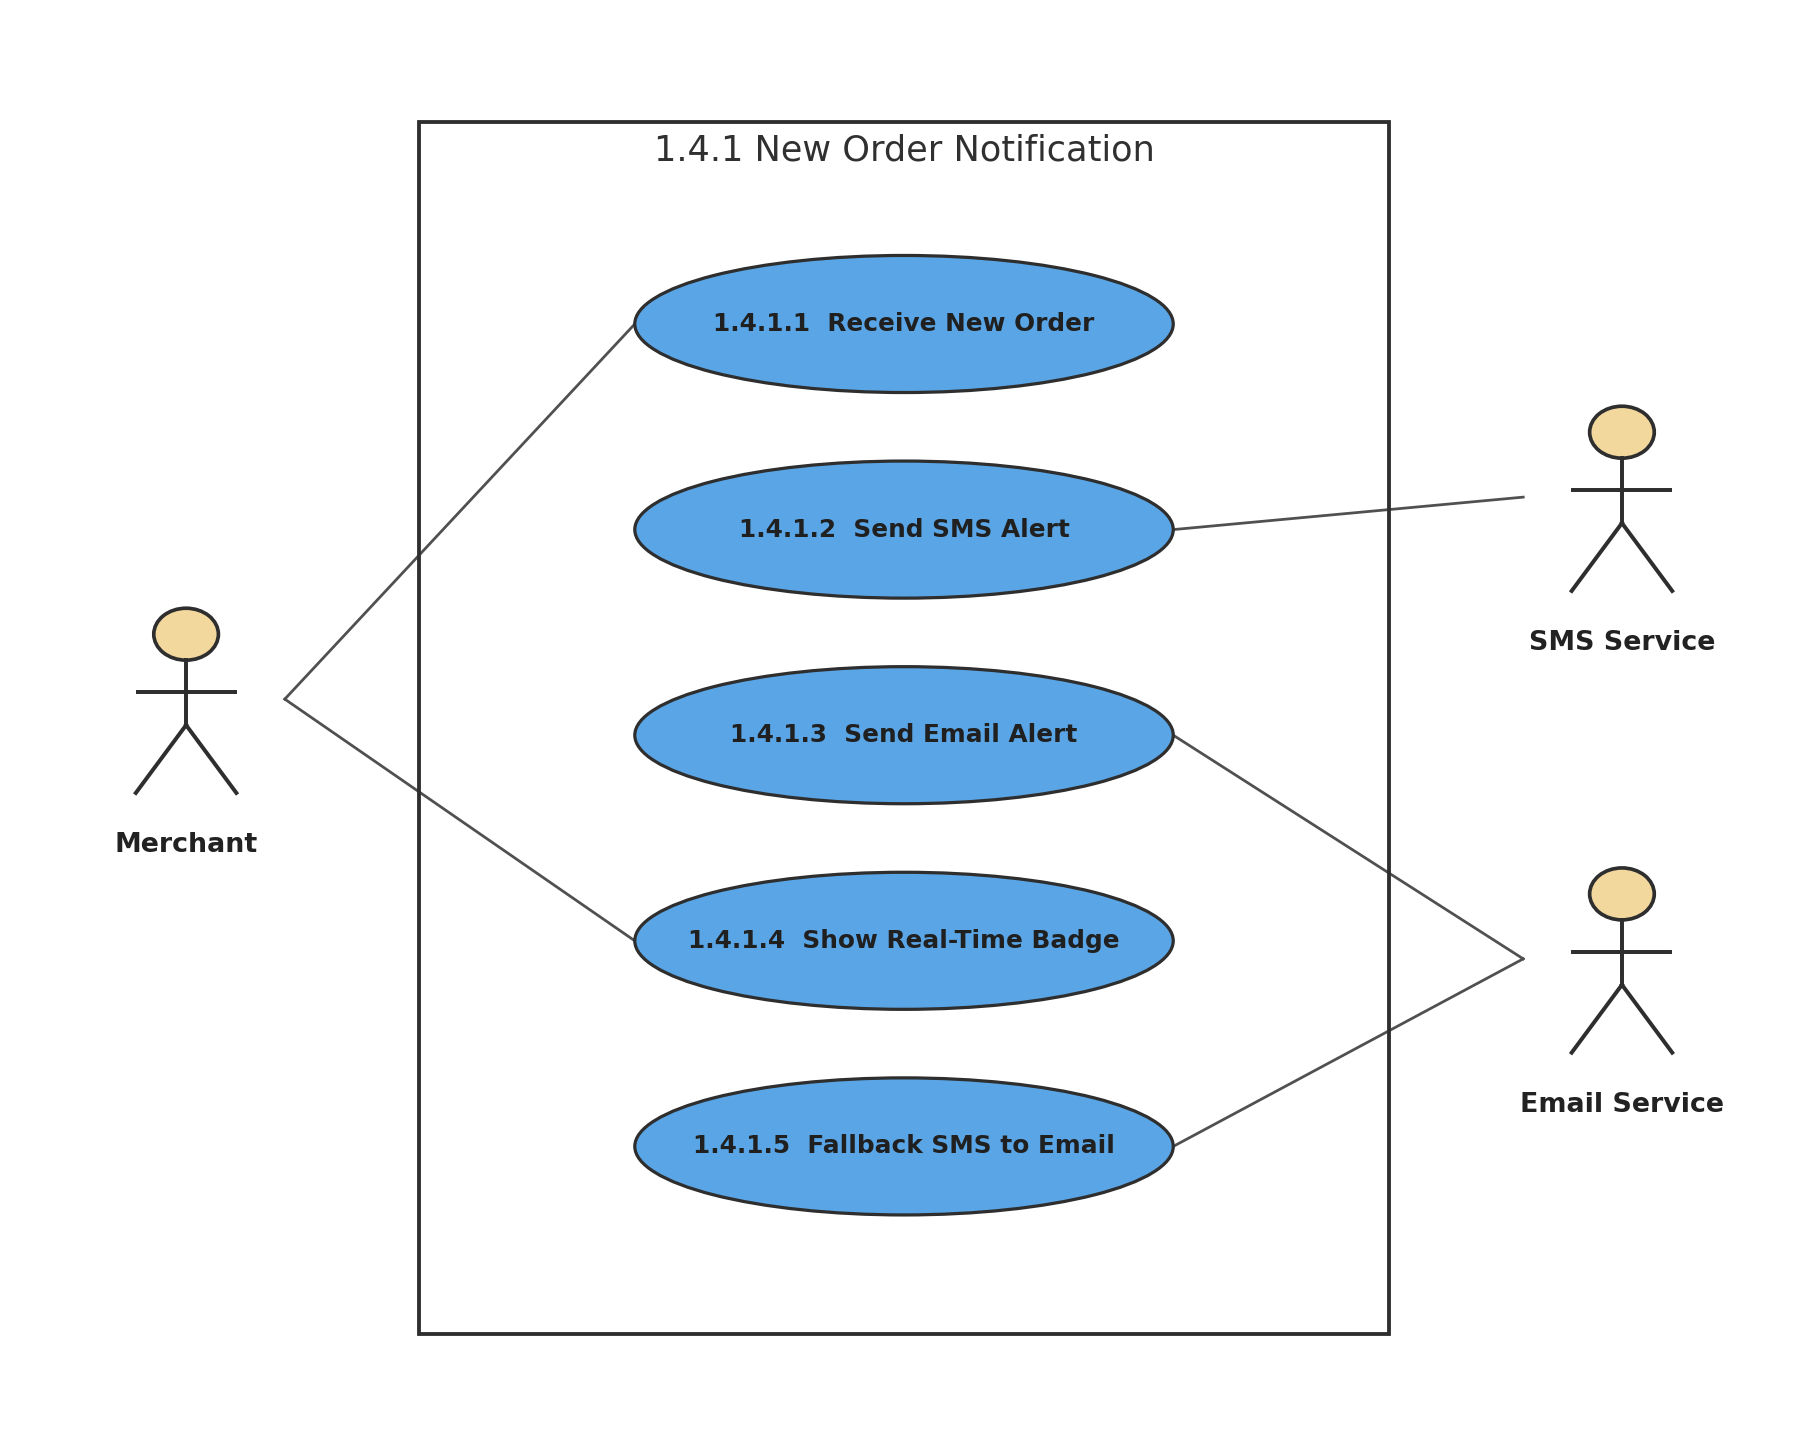 1.4.1 New Order Notification
1.4.1.1  Receive New Order
1.4.1.2  Send SMS Alert
SMS Service
1.4.1.3  Send Email Alert
Merchant
1.4.1.4  Show Real-Time Badge
Email Service
1.4.1.5  Fallback SMS to Email